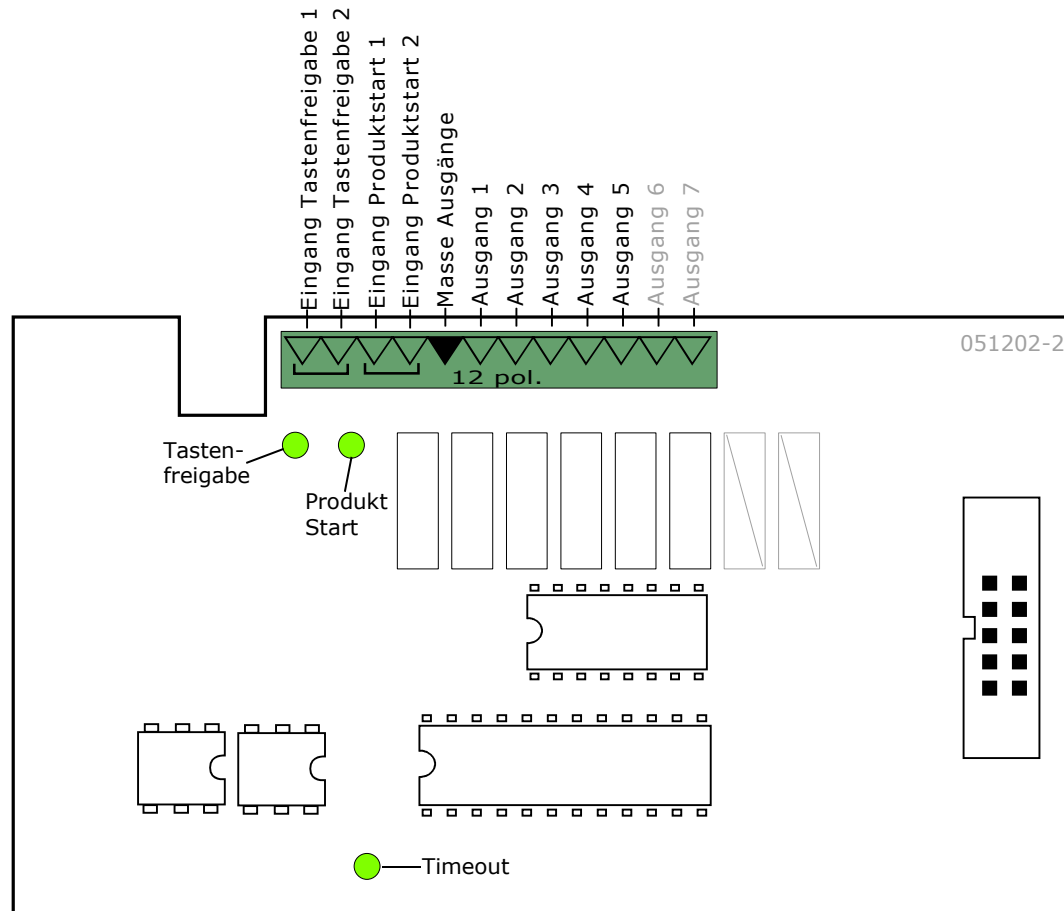 Eingang Tastenfreigabe 1
Eingang Tastenfreigabe 2
Eingang Produktstart 1
Eingang Produktstart 2
Masse Ausgänge
Ausgang 1
Ausgang 2
Ausgang 3
Ausgang 4
Ausgang 5
Ausgang 6
Ausgang 7
051202-2
12 pol.
Tasten-
freigabe
Produkt
Start
Timeout